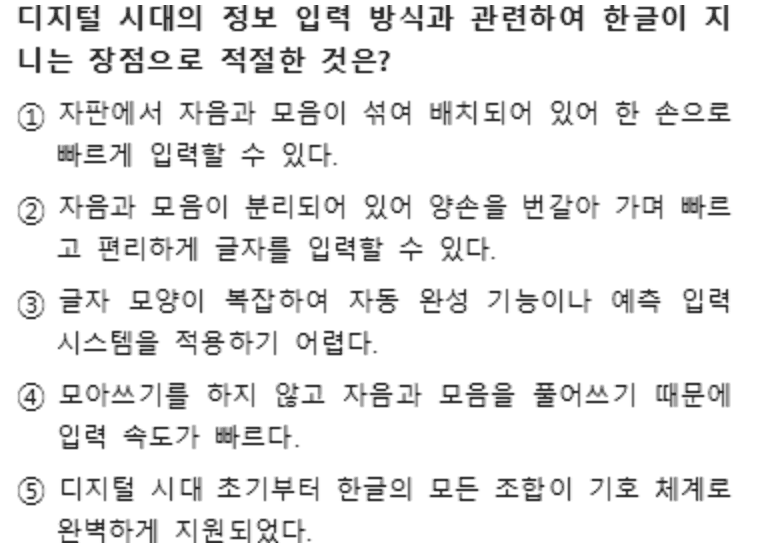 디지털 시대의 정보 입력 방식과 관련하여 한글이 지
니는 장점으로 적절한 것은?
① 자판에서 자음과 모음이 섞여 배치되어 있어 한 손으로
빠르게 입력할 수 있다.
② 자음과 모음이 분리되어 있어 양손을 번갈아 가며 빠르
고 편리하게 글자를 입력할 수 있다.
③ 글자 모양이 복잡하여 자동 완성 기능이나 예측 입력
시스템을 적용하기 어렵다.
④ 모아쓰기를 하지 않고 자음과 모음을 풀어쓰기 때문에
입력 속도가 빠르다.
⑤ 디지털 시대 초기부터 한글의 모든 조합이 기호 체계로
완벽하게 지원되었다.